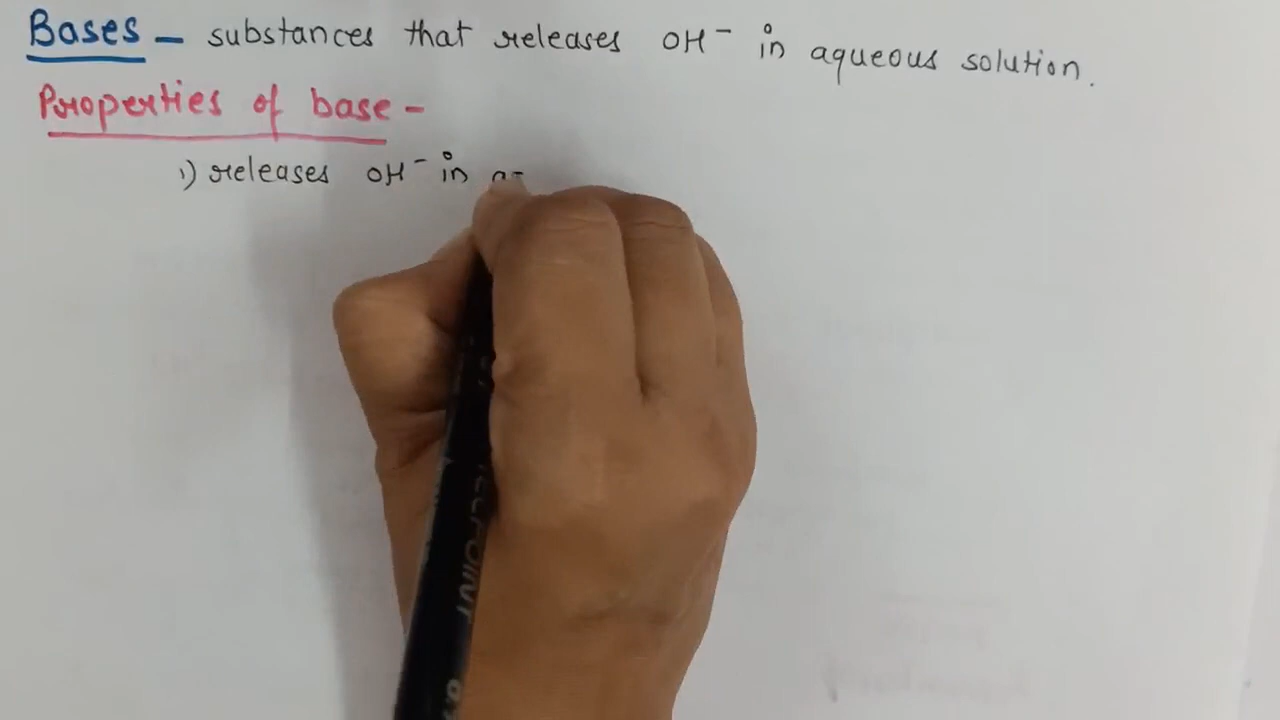 Bases - substances that releases OH⁻ in aqueous solution.
Properties of base -
1) releases OH⁻ in